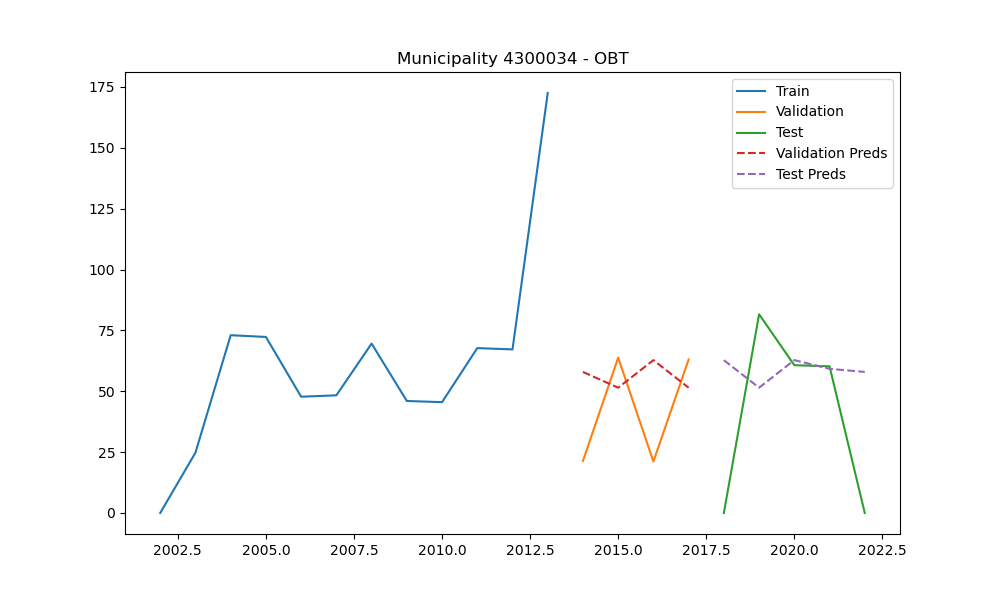 Municipality 4300034 - OBT
175
150
125
100
75
50
25
0
Train
Validation
Test
Validation Preds
Test Preds
2002.5 2005.0 2007.5 2010.0 2012.5 2015.0 2017.5 2020.0 2022.5